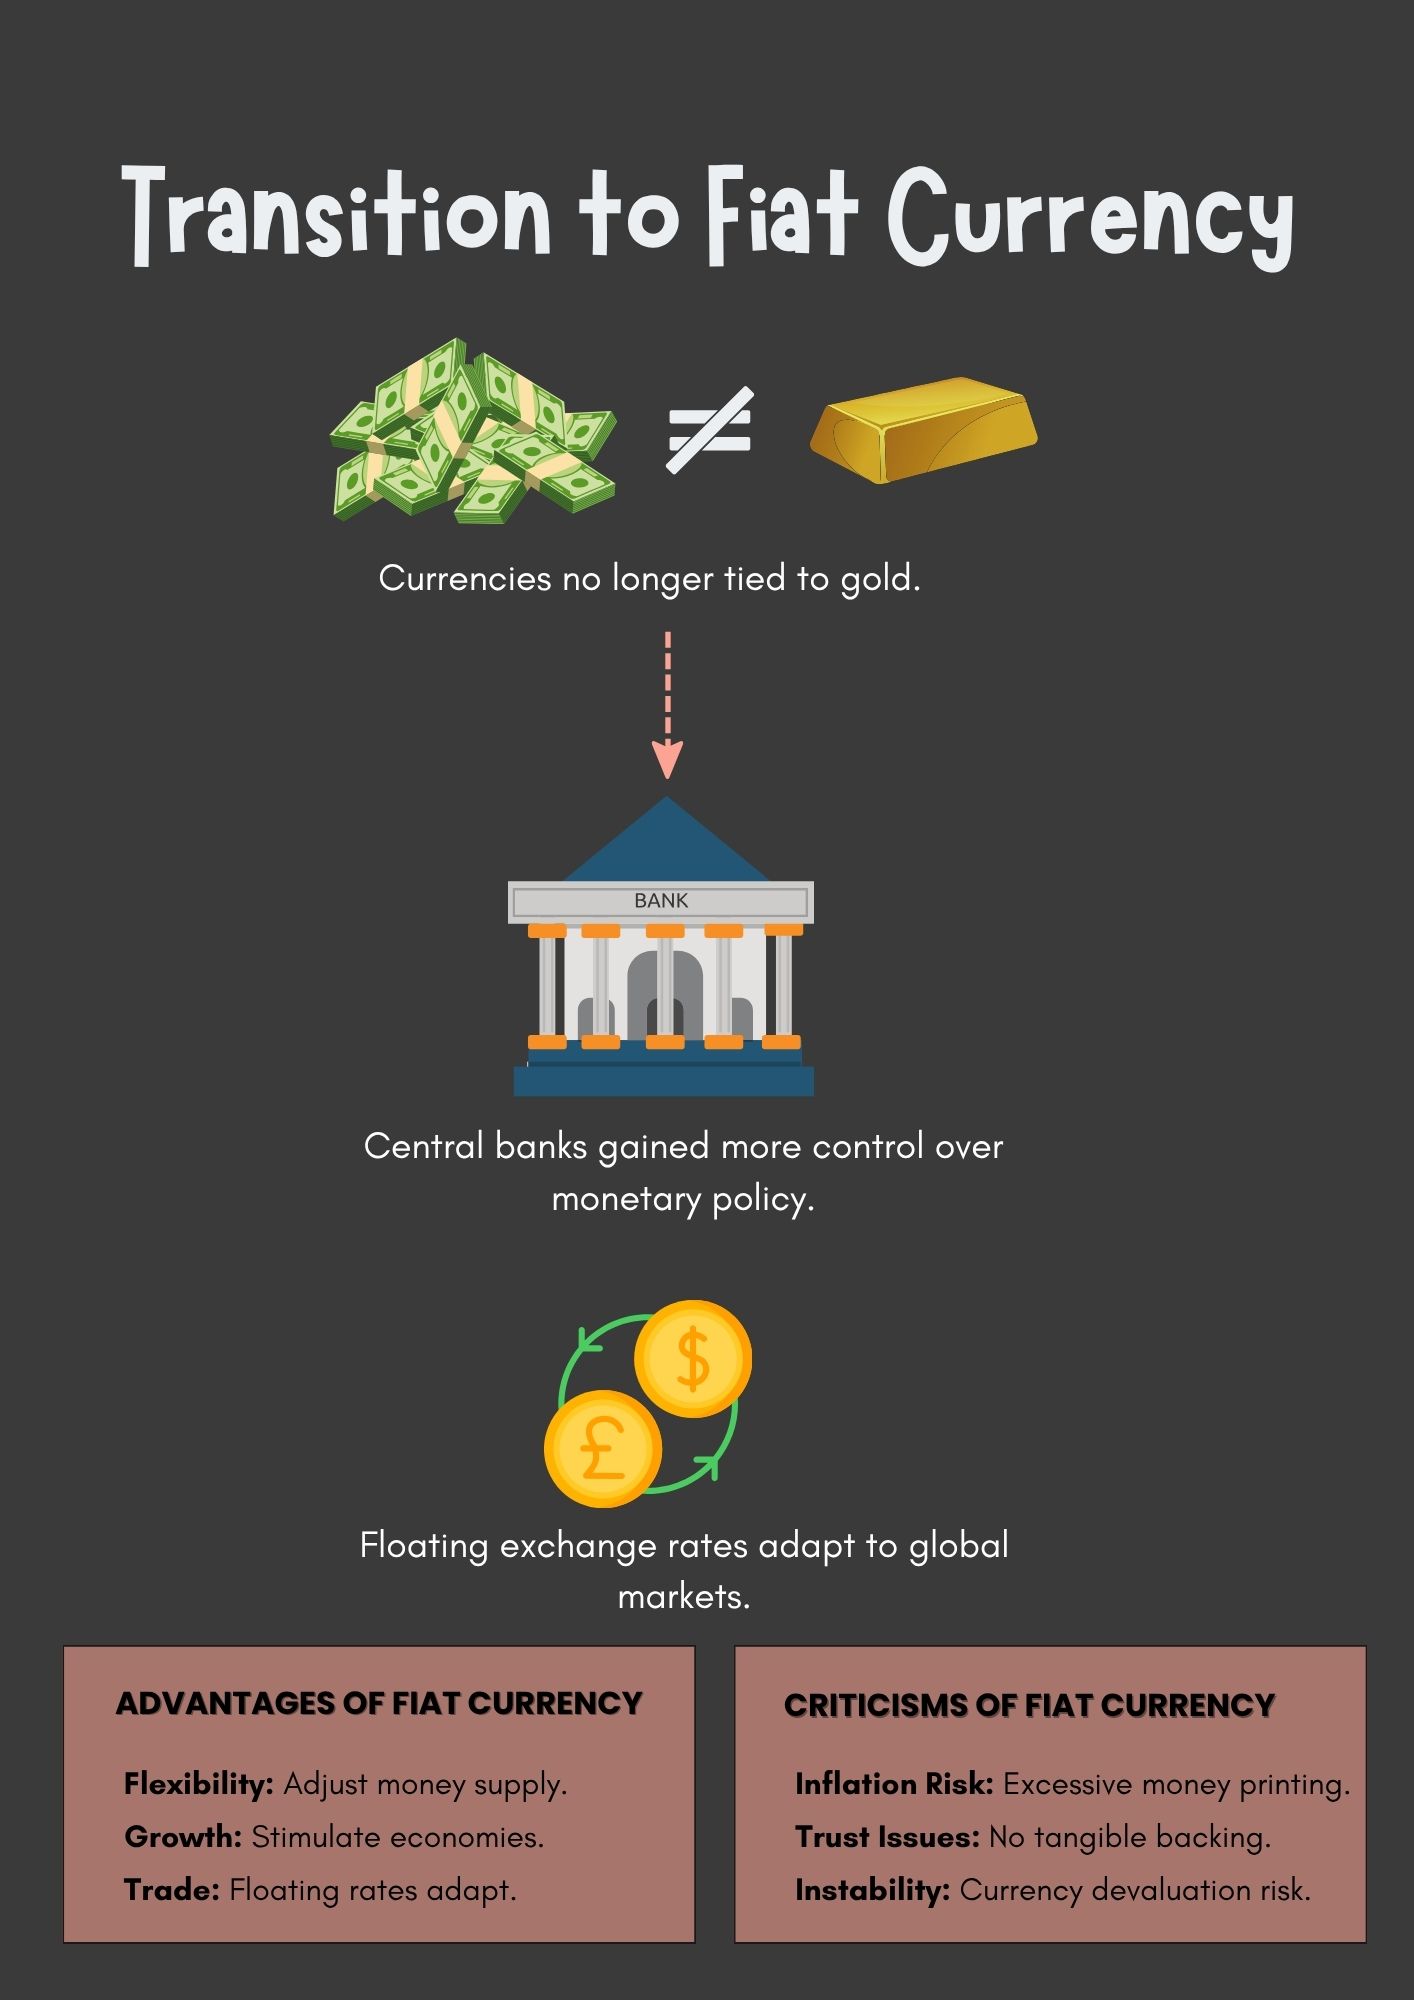 Transition to Fiat Currency
Currencies no longer tied to gold.
BANK
Central banks gained more control over
monetary policy.
$
£
Floating exchange rates adapt to global
markets.
ADVANTAGES OF FIAT CURRENCY
Flexibility: Adjust money supply.
Growth: Stimulate economies.
Trade: Floating rates adapt.
CRITICISMS OF FIAT CURRENCY
Inflation Risk: Excessive money printing.
Trust Issues: No tangible backing.
Instability: Currency devaluation risk.